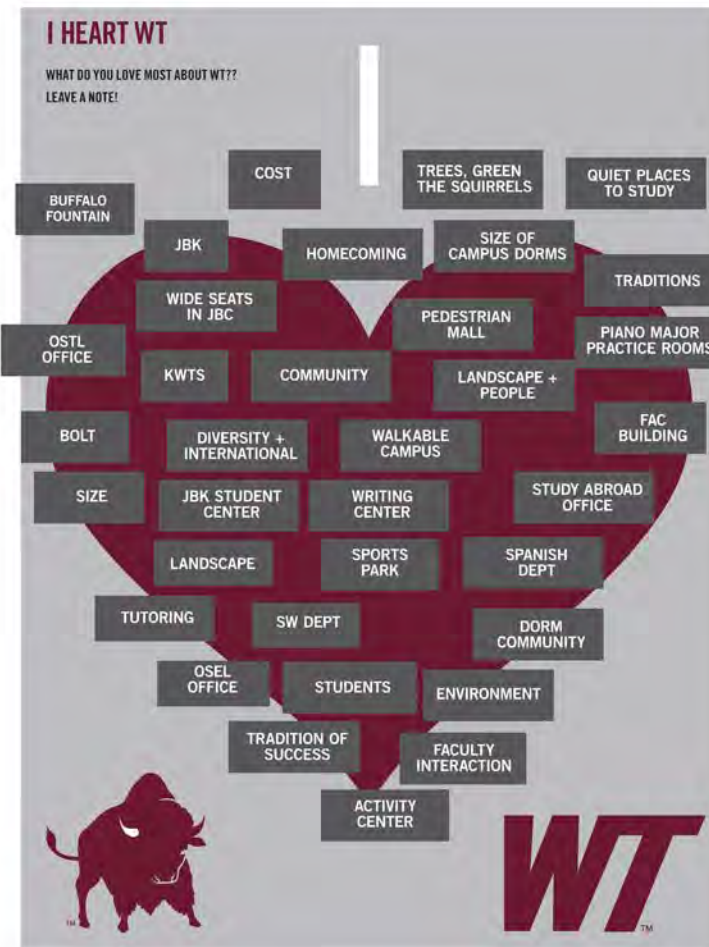 I HEART WT
WHAT DO YOU LOVE MOST ABOUT WT??
LEAVE A NOTE!
COST
TREES, GREEN
THE SQUIRRELS
QUIET PLACES
TO STUDY
BUFFALO
FOUNTAIN
JBK
HOMECOMING
SIZE OF
CAMPUS DORMS
TRADITIONS
WIDE SEATS
IN JBC
PEDESTRIAN
MALL
PIANO MAJOR
PRACTICE ROOMS
OSTL
OFFICE
KWTS
COMMUNITY
LANDSCAPE +
PEOPLE
BOLT
DIVERSITY +
INTERNATIONAL
WALKABLE
CAMPUS
FAC
BUILDING
SIZE
JBK STUDENT
CENTER
WRITING
CENTER
STUDY ABROAD
OFFICE
LANDSCAPE
SPORTS
PARK
SPANISH
DEPT
TUTORING
SW DEPT
DORM
COMMUNITY
OSEL
OFFICE
STUDENTS
ENVIRONMENT
TRADITION OF
SUCCESS
FACULTY
INTERACTION
ACTIVITY
CENTER
TM
WT
TM